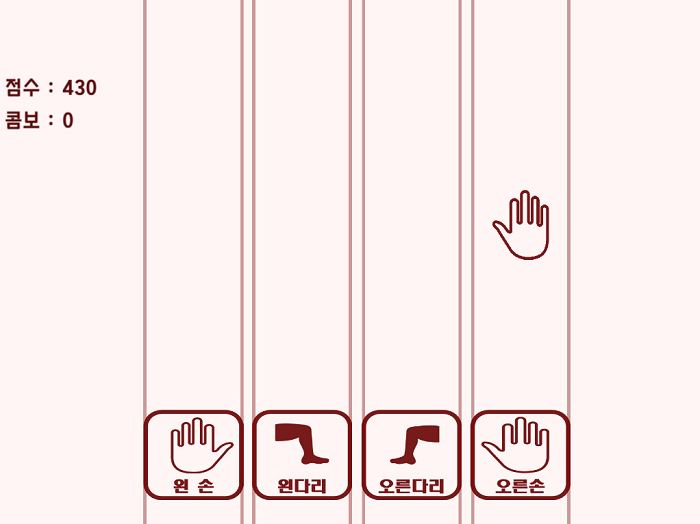 점수 : 430
콤보 : 0
왼 손
왼다리
오른다리
오른손